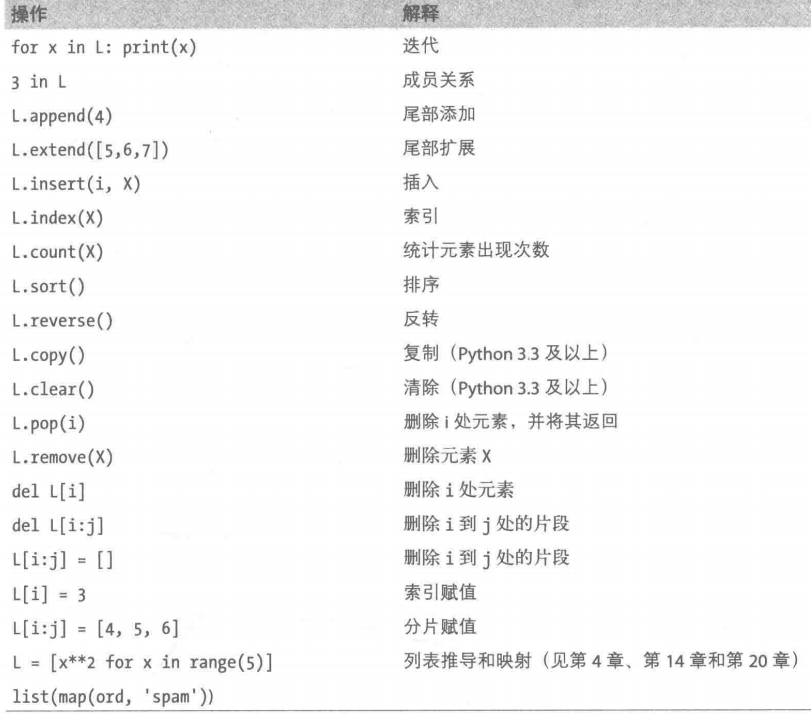 操作 解释
for x in L: print(x) 迭代
3 in L 成员关系
L.append(4) 尾部添加
L.extend([5,6,7]) 尾部扩展
L.insert(i, X) 插入
L.index(X) 索引
L.count(X) 统计元素出现次数
L.sort() 排序
L.reverse() 反转
L.copy() 复制（Python 3.3 及以上）
L.clear() 清除（Python 3.3 及以上）
L.pop(i) 删除 i 处元素，并将其返回
L.remove(X) 删除元素 X
del L[i] 删除 i 处元素
del L[i:j] 删除 i 到 j 处的片段
L[i:j] = [] 删除 i 到 j 处的片段
L[i] = 3 索引赋值
L[i:j] = [4, 5, 6] 分片赋值
L = [x**2 for x in range(5)] 列表推导和映射（见第 4 章、第 14 章和第 20 章）
list(map(ord, 'spam'))